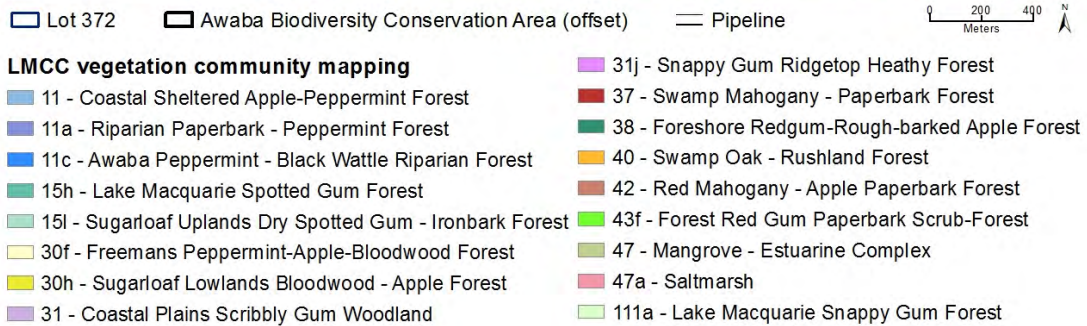 Lot 372
Awaba Biodiversity Conservation Area (offset)
Pipeline
0 200 400
Meters
N
LMCC vegetation community mapping
11 - Coastal Sheltered Apple-Peppermint Forest
11a - Riparian Paperbark - Peppermint Forest
11c - Awaba Peppermint - Black Wattle Riparian Forest
15h - Lake Macquarie Spotted Gum Forest
15l - Sugarloaf Uplands Dry Spotted Gum - Ironbark Forest
30f - Freemans Peppermint-Apple-Bloodwood Forest
30h - Sugarloaf Lowlands Bloodwood - Apple Forest
31 - Coastal Plains Scribbly Gum Woodland
31j - Snappy Gum Ridgetop Heathy Forest
37 - Swamp Mahogany - Paperbark Forest
38 - Foreshore Redgum-Rough-barked Apple Forest
40 - Swamp Oak - Rushland Forest
42 - Red Mahogany - Apple Paperbark Forest
43f - Forest Red Gum Paperbark Scrub-Forest
47 - Mangrove - Estuarine Complex
47a - Saltmarsh
111a - Lake Macquarie Snappy Gum Forest